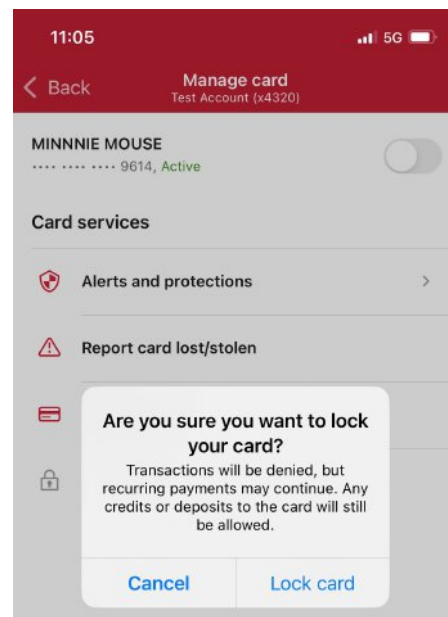 11:05
5G
Back
Manage card
Test Account (x4320)
MINNNIE MOUSE
···· ···· ···· 9614, Active
Card services
Alerts and protections
Report card lost/stolen
Are you sure you want to lock
your card?
Transactions will be denied, but
recurring payments may continue. Any
credits or deposits to the card will still
be allowed.
Cancel
Lock card